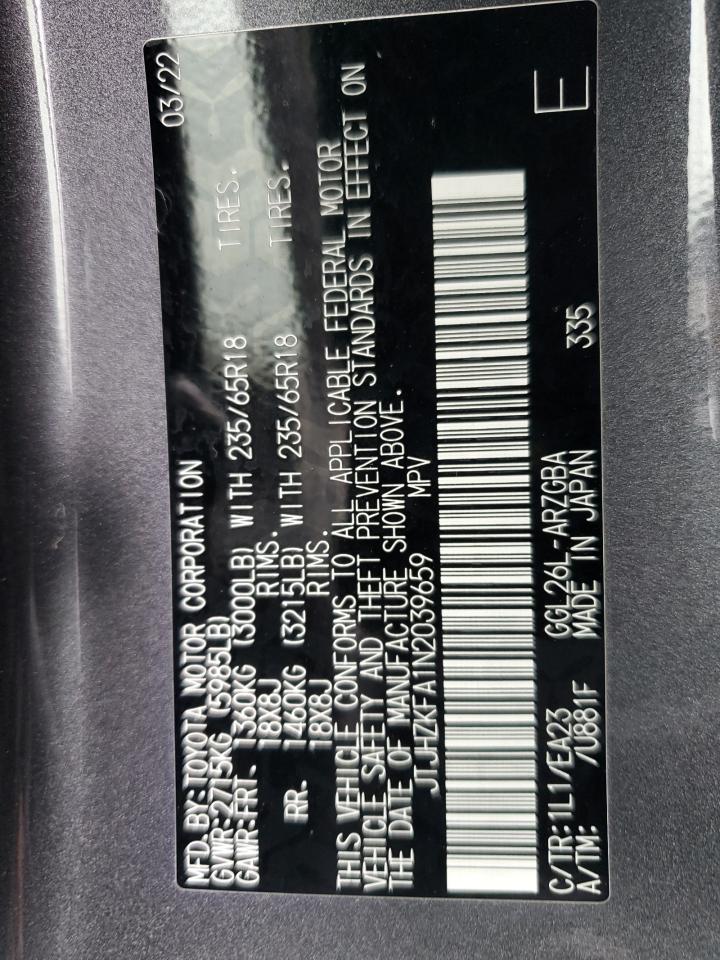 MFD.BY:TOYOTA MOTOR CORPORATION 03/22
GVWR:2715KG (5985LB)
GAWR:FRT. 1360KG (3000LB) WITH 235/65R18 TIRES.
18X8J RIMS.
RR. 1460KG (3215LB) WITH 235/65R18 TIRES.
18X8J RIMS.
THIS VEHICLE CONFORMS TO ALL APPLICABLE FEDERAL MOTOR
VEHICLE SAFETY AND THEFT PREVENTION STANDARDS IN EFFECT ON
THE DATE OF MANUFACTURE SHOWN ABOVE.
JTJHZKFA1N2039659 MPV
C/TR:1L1/EA23 GGL26L-ARZGBA 335 E
A/TM: /U881F MADE IN JAPAN